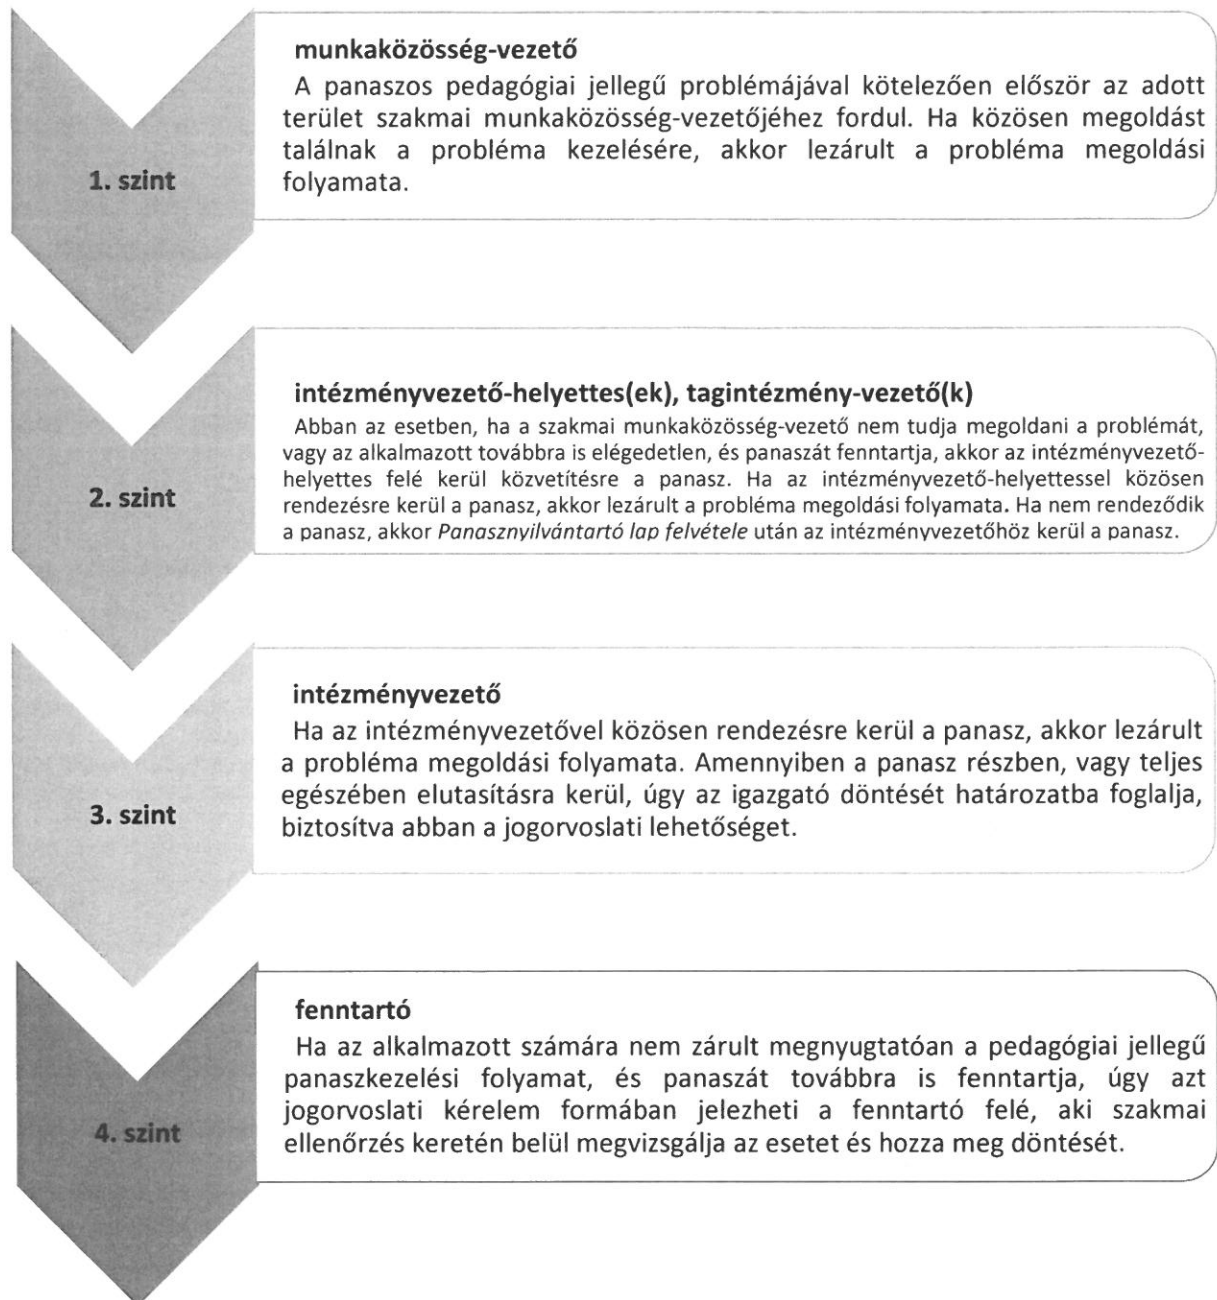 munkaközösség-vezető
A panaszos pedagógiai jellegű problémájával kötelezően először az adott
terület szakmai munkaközösség-vezetőjéhez fordul. Ha közösen megoldást
találnak a probléma kezelésére, akkor lezárult a probléma megoldási
folyamata.
1. szint
intézményvezető-helyettes(ek), tagintézmény-vezető(k)
Abban az esetben, ha a szakmai munkaközösség-vezető nem tudja megoldani a problémát,
vagy az alkalmazott továbbra is elégedetlen, és panaszát fenntartja, akkor az intézményvezető-
helyettes felé kerül közvetítésre a panasz. Ha az intézményvezető-helyettessel közösen
rendezésre kerül a panasz, akkor lezárult a probléma megoldási folyamata. Ha nem rendeződik
a panasz, akkor Panasznyilvántartó lap felvétele után az intézményvezetőhöz kerül a panasz.
2. szint
intézményvezető
Ha az intézményvezetővel közösen rendezésre kerül a panasz, akkor lezárult
a probléma megoldási folyamata. Amennyiben a panasz részben, vagy teljes
egészében elutasításra kerül, úgy az igazgató döntését határozatba foglalja,
biztosítva abban a jogorvoslati lehetőséget.
3. szint
fenntartó
Ha az alkalmazott számára nem zárult megnyugtatóan a pedagógiai jellegű
panaszkezelési folyamat, és panaszát továbbra is fenntartja, úgy azt
jogorvoslati kérelem formában jelezheti a fenntartó felé, aki szakmai
ellenőrzés keretén belül megvizsgálja az esetet és hozza meg döntését.
4. szint